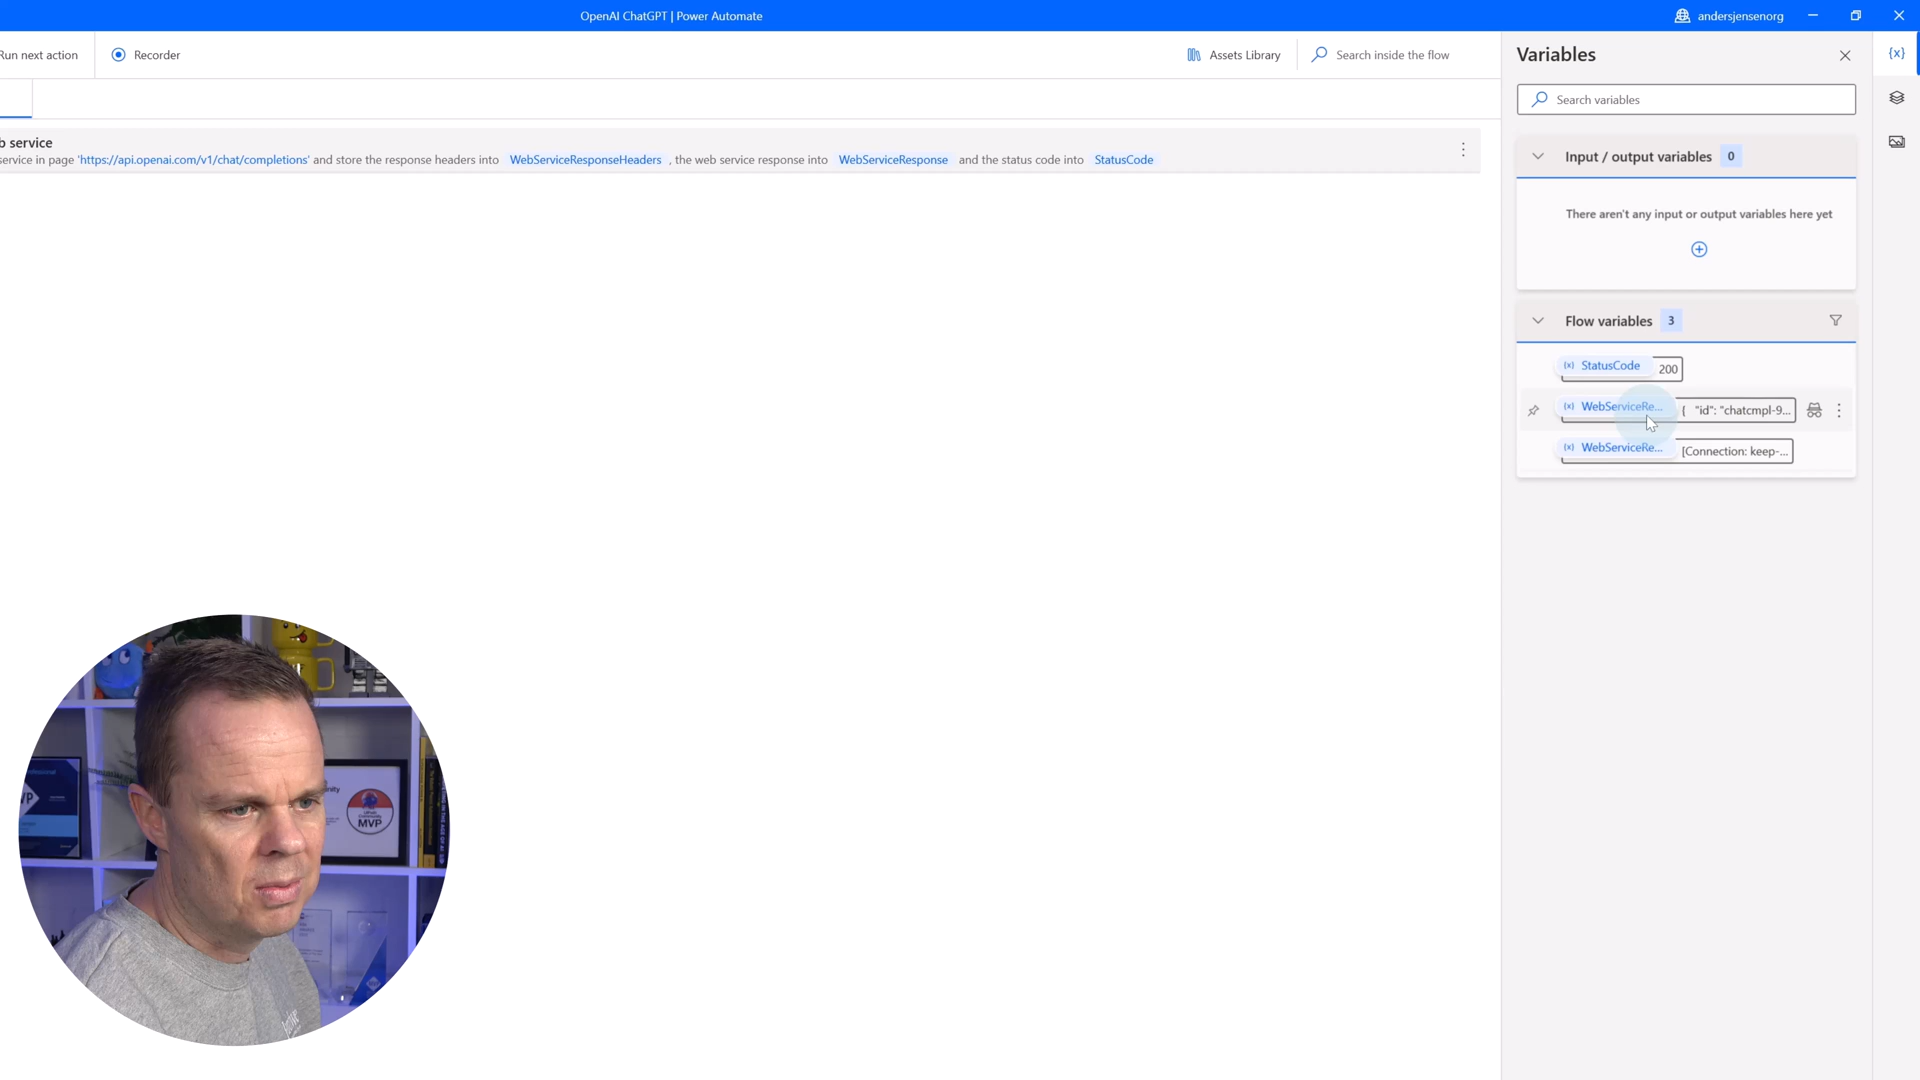 OpenAI ChatGPT | Power Automate
andersjensenorg
Run next action
Recorder
Assets Library
Search inside the flow
Variables
{x}
Search variables
b service
service in page 'https://api.openai.com/v1/chat/completions' and store the response headers into WebServiceResponseHeaders , the web service response into WebServiceResponse and the status code into StatusCode
Input / output variables 0
There aren't any input or output variables here yet
Flow variables 3
{x} StatusCode 200
{x} WebServiceRe... { "id": "chatcmpl-9...
{x} WebServiceRe... [Connection: keep-...
MVP